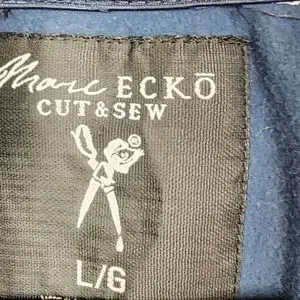 Marc ECKŌ
CUT & SEW
®
L/G